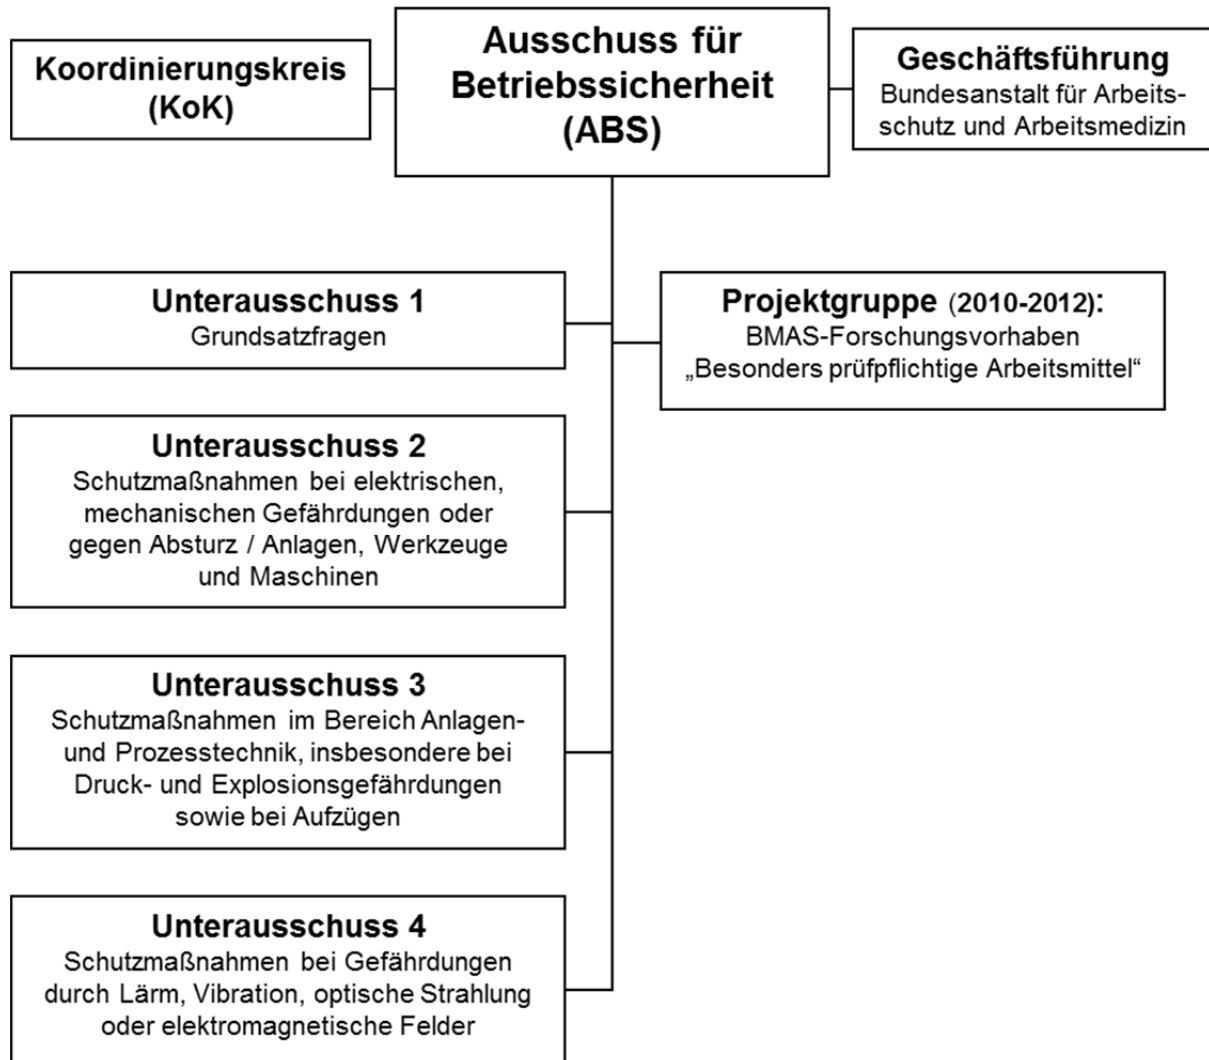 Koordinierungskreis
(KoK)
Ausschuss für
Betriebssicherheit
(ABS)
Geschäftsführung
Bundesanstalt für Arbeits-
schutz und Arbeitsmedizin
Unterausschuss 1
Grundsatzfragen
Projektgruppe (2010-2012):
BMAS-Forschungsvorhaben
„Besonders prüfpflichtige Arbeitsmittel“
Unterausschuss 2
Schutzmaßnahmen bei elektrischen,
mechanischen Gefährdungen oder
gegen Absturz / Anlagen, Werkzeuge
und Maschinen
Unterausschuss 3
Schutzmaßnahmen im Bereich Anlagen-
und Prozesstechnik, insbesondere bei
Druck- und Explosionsgefährdungen
sowie bei Aufzügen
Unterausschuss 4
Schutzmaßnahmen bei Gefährdungen
durch Lärm, Vibration, optische Strahlung
oder elektromagnetische Felder